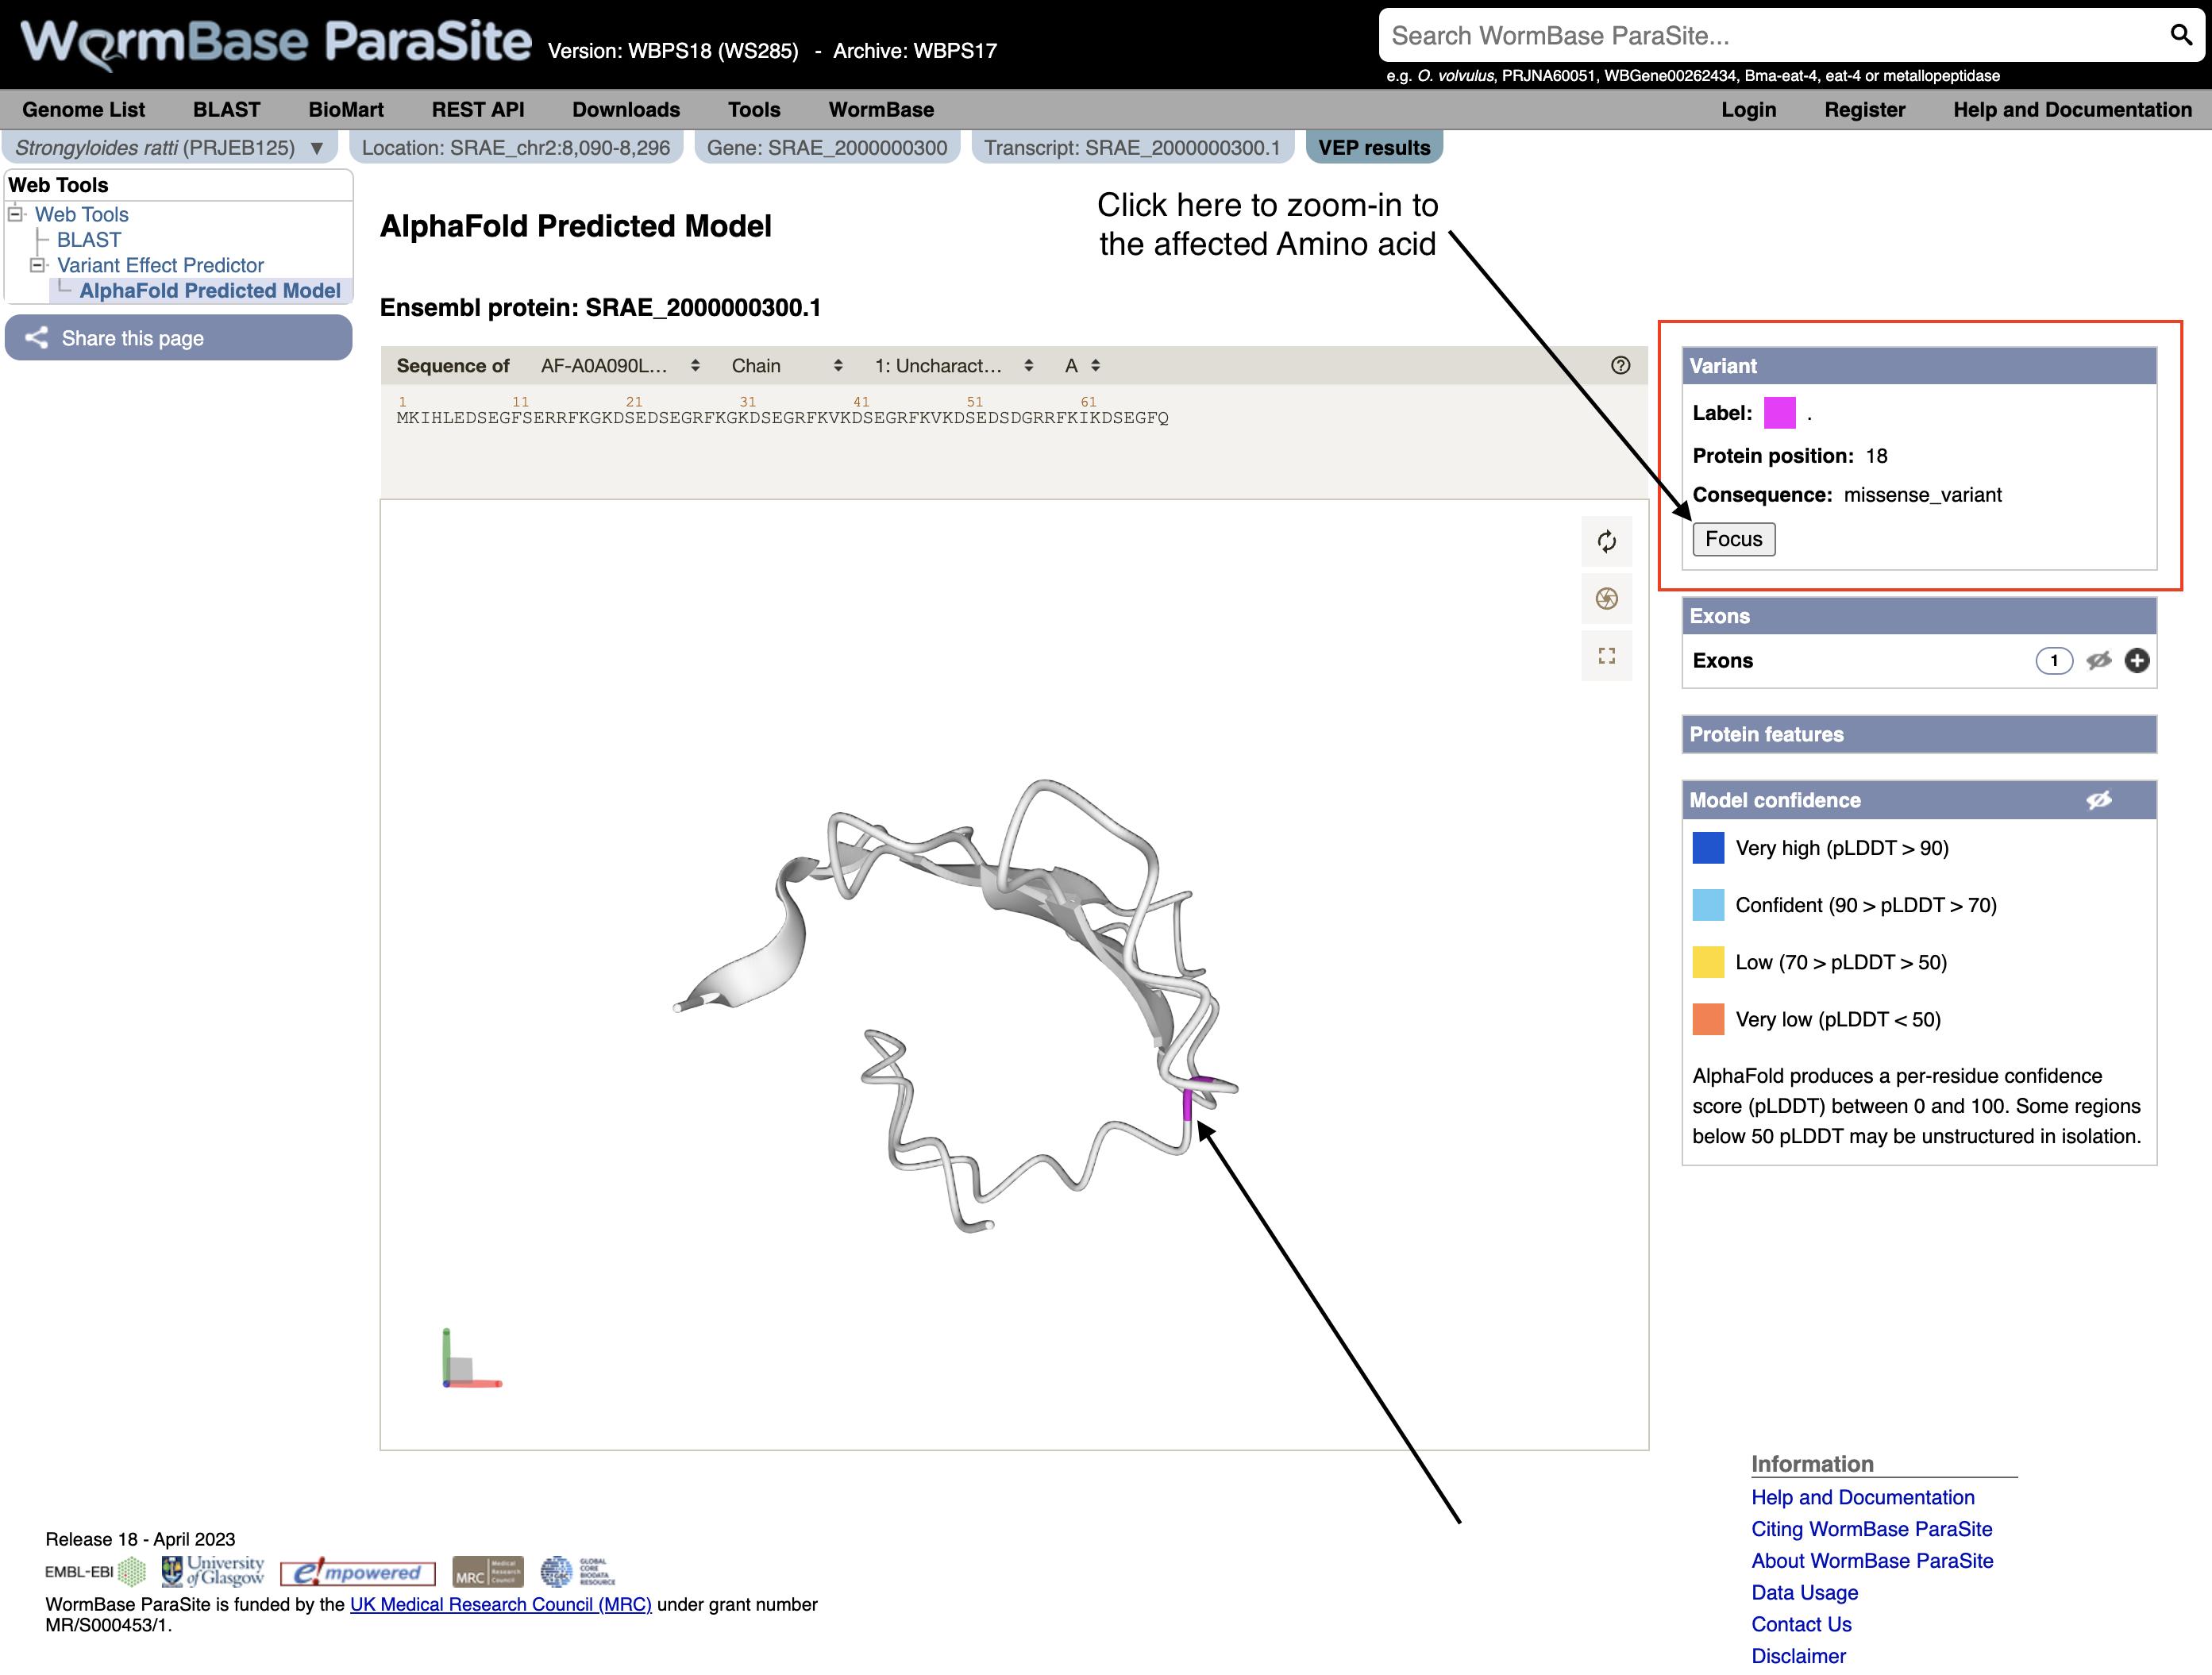 WormBase ParaSite Version: WBPS18 (WS285) - Archive: WBPS17
Search WormBase ParaSite...
e.g. O. volvulus, PRJNA60051, WBGene00262434, Bma-eat-4, eat-4 or metallopeptidase
Genome List BLAST BioMart REST API Downloads Tools WormBase Login Register Help and Documentation
Strongyloides ratti (PRJEB125) ▼ Location: SRAE_chr2:8,090-8,296 Gene: SRAE_2000000300 Transcript: SRAE_2000000300.1 VEP results
Web Tools
Web Tools
BLAST
Variant Effect Predictor
AlphaFold Predicted Model
Share this page
AlphaFold Predicted Model
Click here to zoom-in to
the affected Amino acid
Ensembl protein: SRAE_2000000300.1
Sequence of AF-A0A090L... Chain 1: Uncharact... A
1 11 21 31 41 51 61
MKIHLEDSEGFSERRFKGKDSEDSEGRFKGKDSEGRFKVKDSEGRFKVKDSEDSDGRRFKIKDSEGFQ
Variant
Label: .
Protein position: 18
Consequence: missense_variant
Focus
Exons
Exons 1
Protein features
Model confidence
Very high (pLDDT > 90)
Confident (90 > pLDDT > 70)
Low (70 > pLDDT > 50)
Very low (pLDDT < 50)
AlphaFold produces a per-residue confidence
score (pLDDT) between 0 and 100. Some regions
below 50 pLDDT may be unstructured in isolation.
Information
Help and Documentation
Citing WormBase ParaSite
About WormBase ParaSite
Data Usage
Contact Us
Disclaimer
Release 18 - April 2023
EMBL-EBI University of Glasgow e!mpowered MRC Medical Research Council GLOBAL CORE BIODATA RESOURCE
WormBase ParaSite is funded by the UK Medical Research Council (MRC) under grant number
MR/S000453/1.